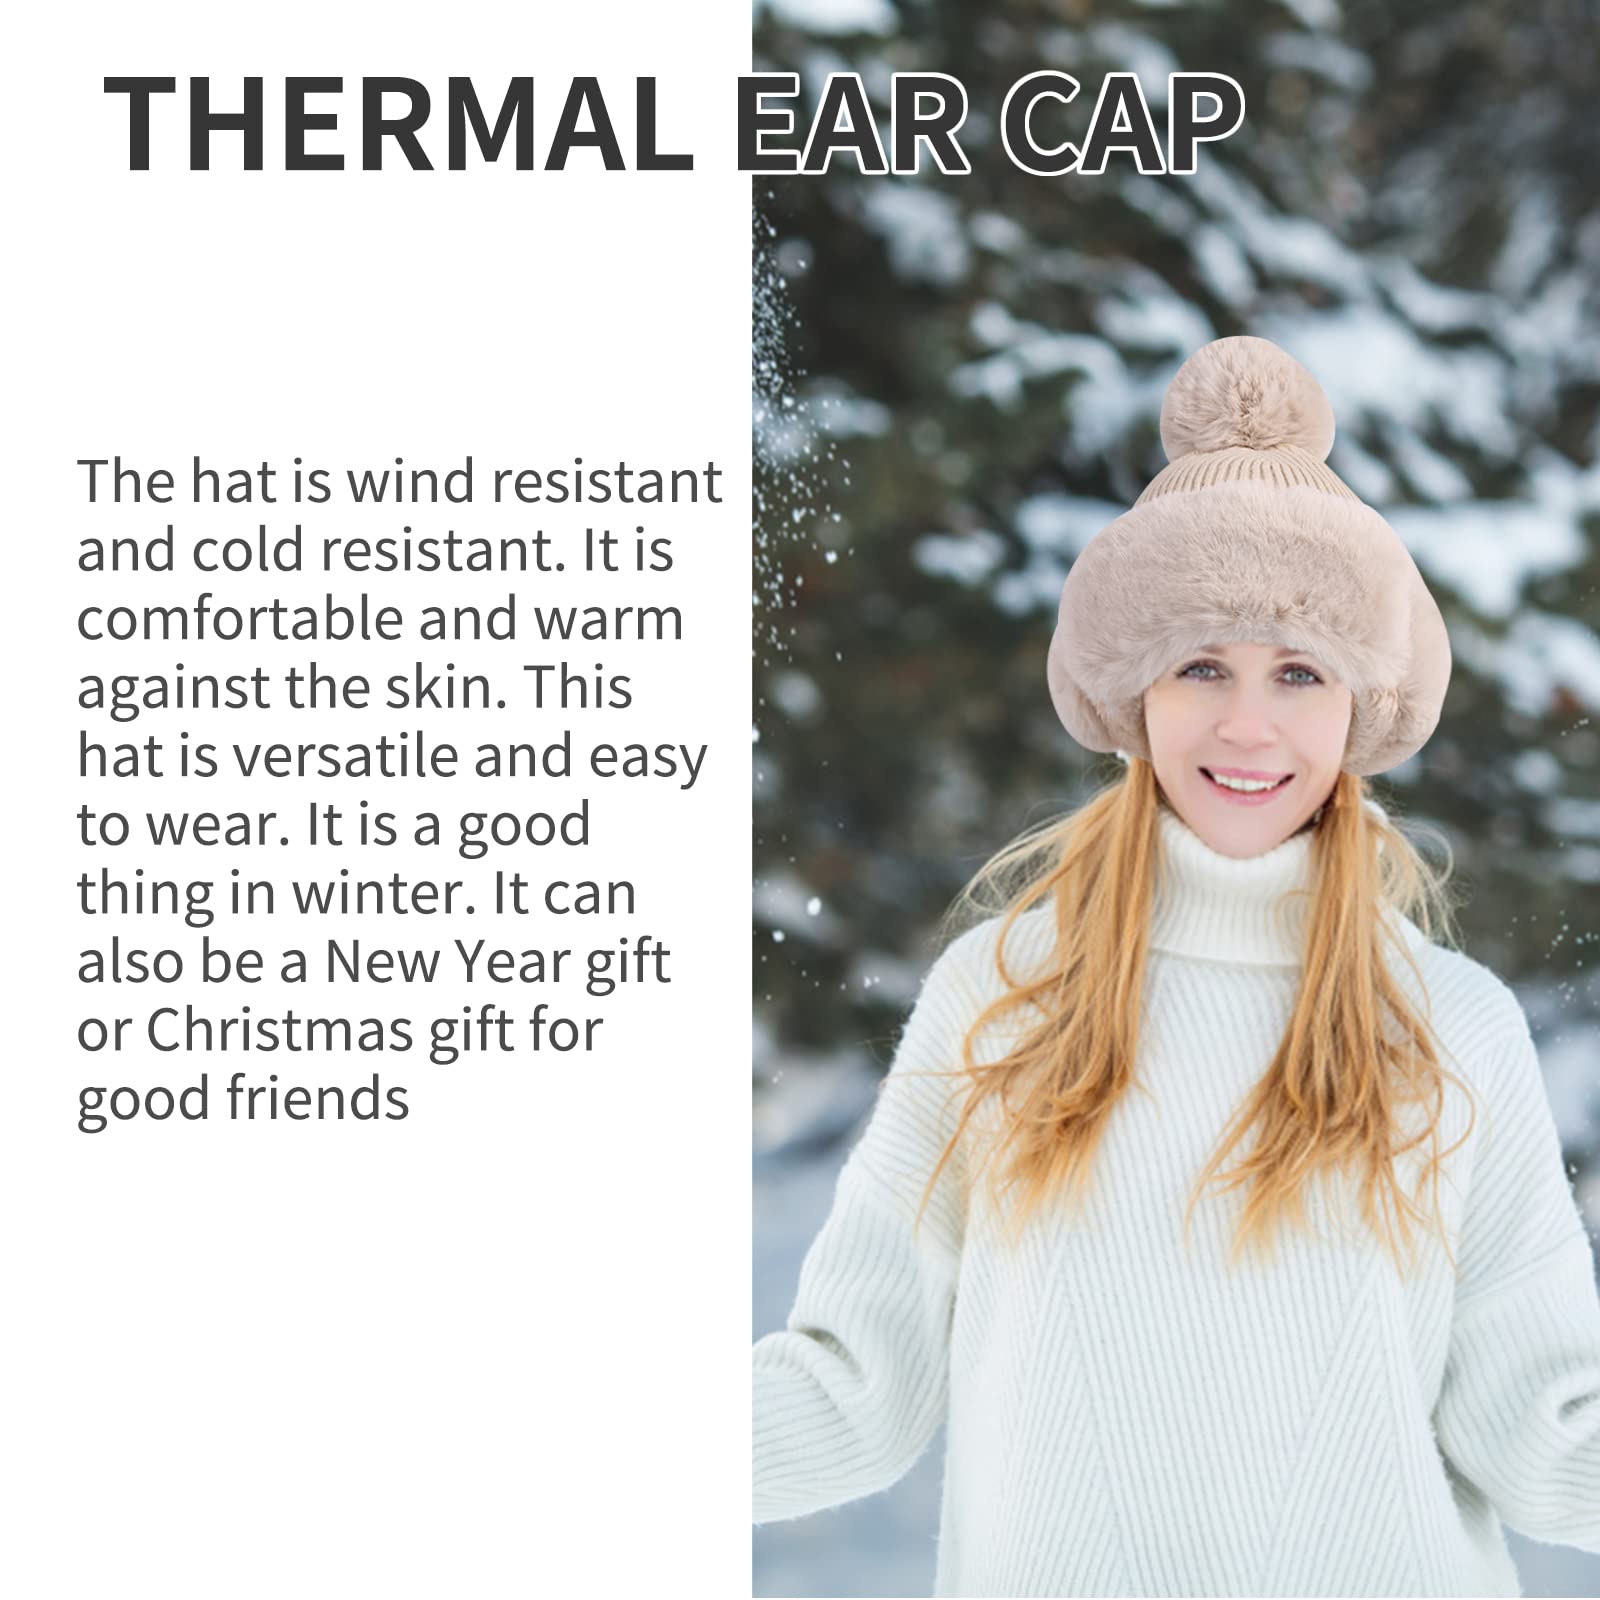 THERMAL EAR CAP
The hat is wind resistant
and cold resistant. It is
comfortable and warm
against the skin. This
hat is versatile and easy
to wear. It is a good
thing in winter. It can
also be a New Year gift
or Christmas gift for
good friends